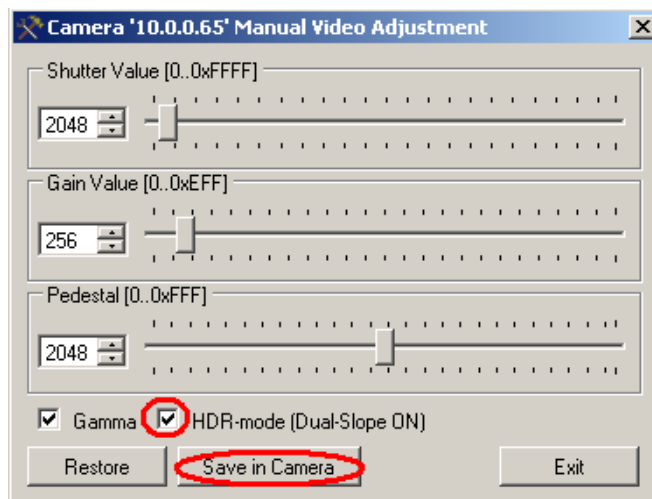 Camera '10.0.0.65' Manual Video Adjustment
Shutter Value [0..0xFFFF]
2048
Gain Value [0..0xEFF]
256
Pedestal [0..0xFFF]
2048
Gamma HDR-mode (Dual-Slope ON)
Restore Save in Camera Exit